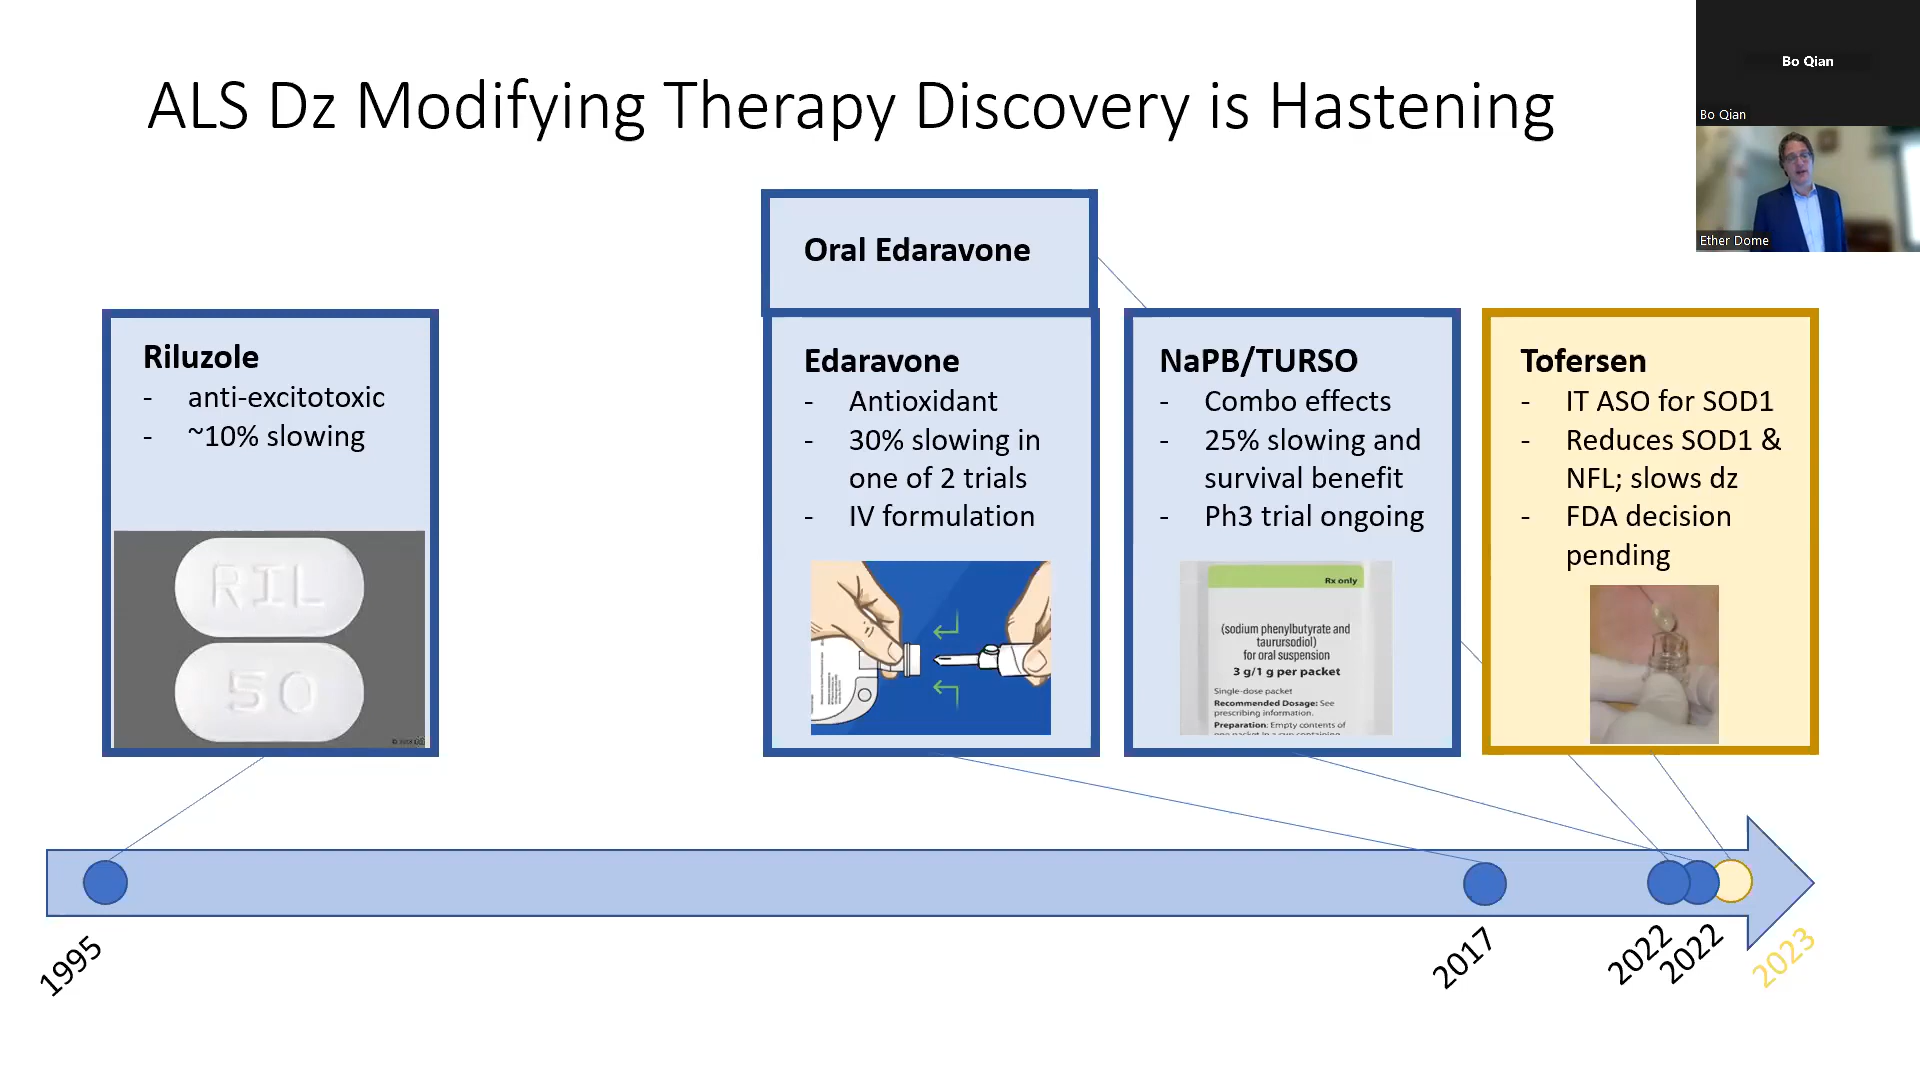 ALS Dz Modifying Therapy Discovery is Hastening
Bo Qian
Bo Qian
Ether Dome
Oral Edaravone
Riluzole
- anti-excitotoxic
- ~10% slowing
RIL
50
Edaravone
- Antioxidant
- 30% slowing in
one of 2 trials
- IV formulation
NaPB/TURSO
- Combo effects
- 25% slowing and
survival benefit
- Ph3 trial ongoing
Rx only
(sodium phenylbutyrate and
taurursodiol)
for oral suspension
3 g/1 g per packet
Single-dose packet
Recommended Dosage: See
prescribing information.
Preparation: Empty contents of
Tofersen
- IT ASO for SOD1
- Reduces SOD1 &
NFL; slows dz
- FDA decision
pending
1995
2017
2022
2022
2023